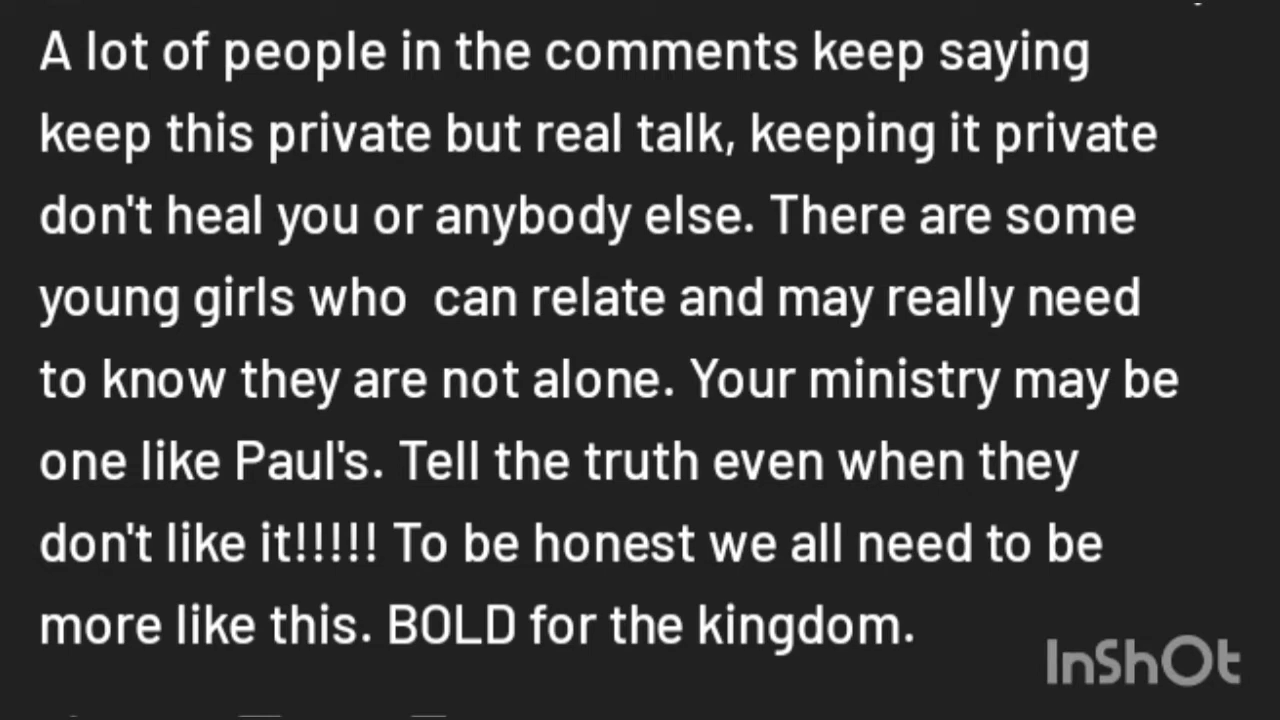 A lot of people in the comments keep saying
keep this private but real talk, keeping it private
don't heal you or anybody else. There are some
young girls who  can relate and may really need
to know they are not alone. Your ministry may be
one like Paul's. Tell the truth even when they
don't like it!!!!! To be honest we all need to be
more like this. BOLD for the kingdom.
InShOt